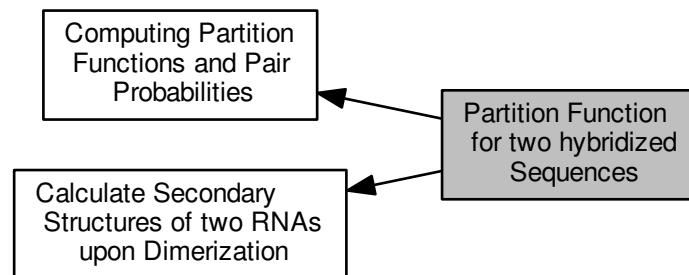 Computing Partition
Functions and Pair
Probabilities
Partition Function
for two hybridized
Sequences
Calculate Secondary
Structures of two RNAs
upon Dimerization